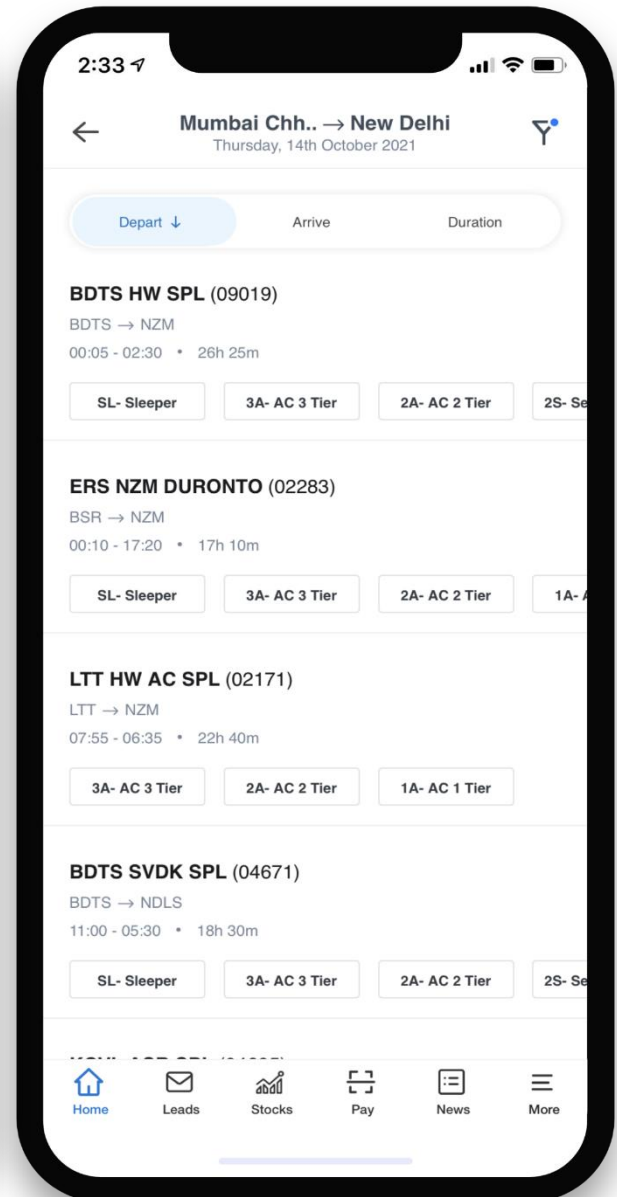 2:33
Mumbai Chh.. → New Delhi
Thursday, 14th October 2021
Depart ↓ Arrive Duration
BDTS HW SPL (09019)
BDTS → NZM
00:05 - 02:30 • 26h 25m
SL- Sleeper 3A- AC 3 Tier 2A- AC 2 Tier 2S- Se
ERS NZM DURONTO (02283)
BSR → NZM
00:10 - 17:20 • 17h 10m
SL- Sleeper 3A- AC 3 Tier 2A- AC 2 Tier 1A- A
LTT HW AC SPL (02171)
LTT → NZM
07:55 - 06:35 • 22h 40m
3A- AC 3 Tier 2A- AC 2 Tier 1A- AC 1 Tier
BDTS SVDK SPL (04671)
BDTS → NDLS
11:00 - 05:30 • 18h 30m
SL- Sleeper 3A- AC 3 Tier 2A- AC 2 Tier 2S- Se
Home Leads Stocks Pay News More